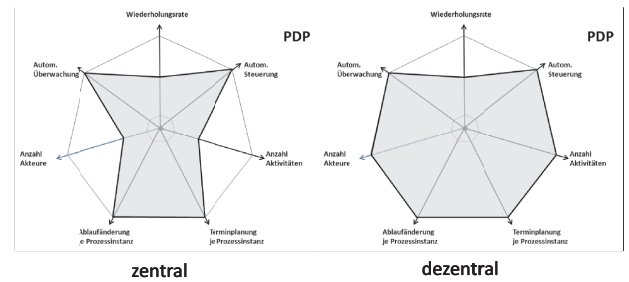 Wiederholungsrate
PDP
Autom.
Überwachung
Autom.
Steuerung
Anzahl
Akteure
Anzahl
Aktivitäten
Ablaufänderung
je Prozessinstanz
Terminplanung
je Prozessinstanz
zentral
Wiederholungsrate
PDP
Autom.
Überwachung
Autom.
Steuerung
Anzahl
Akteure
Anzahl
Aktivitäten
Ablaufänderung
je Prozessinstanz
Terminplanung
je Prozessinstanz
dezentral